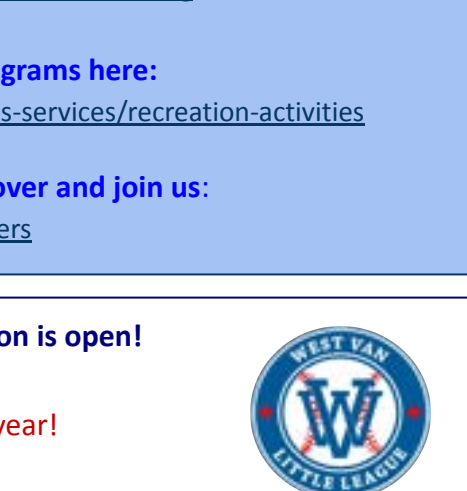 grams here:
s-services/recreation-activities
over and join us:
ers
on is open!
year!
WEST VAN
W
LITTLE LEAGUE